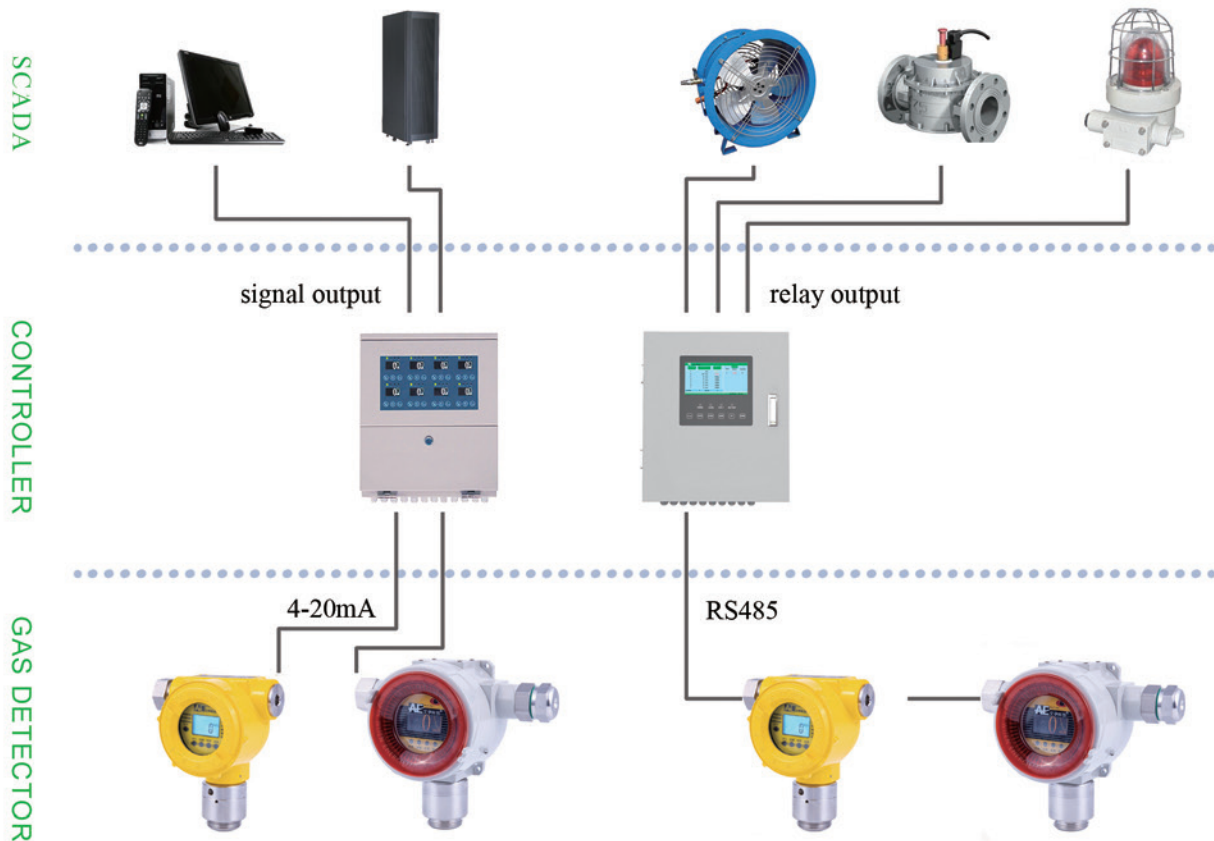 SCADA
signal output
relay output
CONTROLLER
4-20mA
RS485
GAS DETECTOR